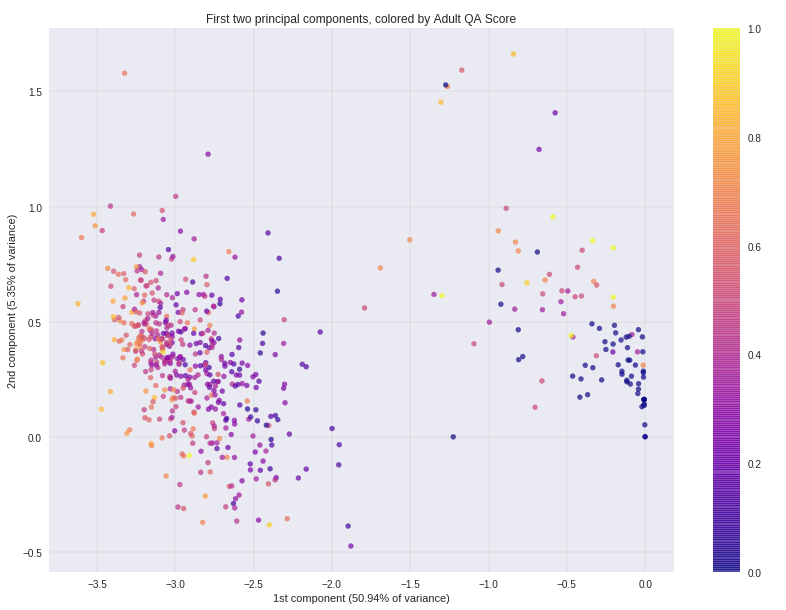 First two principal components, colored by Adult QA Score
2nd component (5.35% of variance)
1.5
1.0
0.5
0.0
−0.5
−3.5 −3.0 −2.5 −2.0 −1.5 −1.0 −0.5 0.0
1st component (50.94% of variance)
1.0
0.8
0.6
0.4
0.2
0.0